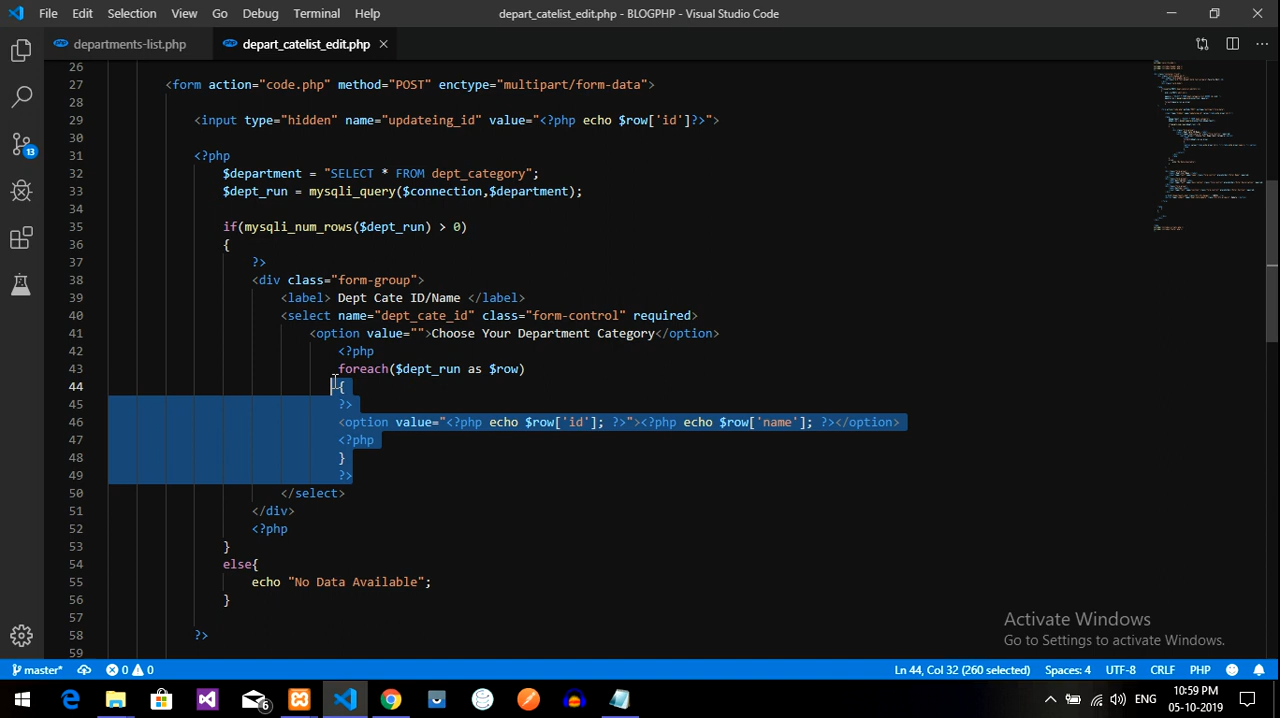 File Edit Selection View Go Debug Terminal Help depart_catelist_edit.php - BLOGPHP - Visual Studio Code
departments-list.php depart_catelist_edit.php
26
27 <form action="code.php" method="POST" enctype="multipart/form-data">
28
29 <input type="hidden" name="updateing_id" value="<?php echo $row['id']?>">
30
31 <?php
32 $department = "SELECT * FROM dept_category";
33 $dept_run = mysqli_query($connection,$department);
34
35 if(mysqli_num_rows($dept_run) > 0)
36 {
37 ?>
38 <div class="form-group">
39 <label> Dept Cate ID/Name </label>
40 <select name="dept_cate_id" class="form-control" required>
41 <option value="">Choose Your Department Category</option>
42 <?php
43 foreach($dept_run as $row)
44 {
45 ?>
46 <option value="<?php echo $row['id']; ?>"><?php echo $row['name']; ?></option>
47 <?php
48 }
49 ?>
50 </select>
51 </div>
52 <?php
53 }
54 else{
55 echo "No Data Available";
56 }
57
58 ?>
59
13
Activate Windows
Go to Settings to activate Windows.
master* 0 0 Ln 44, Col 32 (260 selected) Spaces: 4 UTF-8 CRLF PHP
6 ENG 10:59 PM
05-10-2019